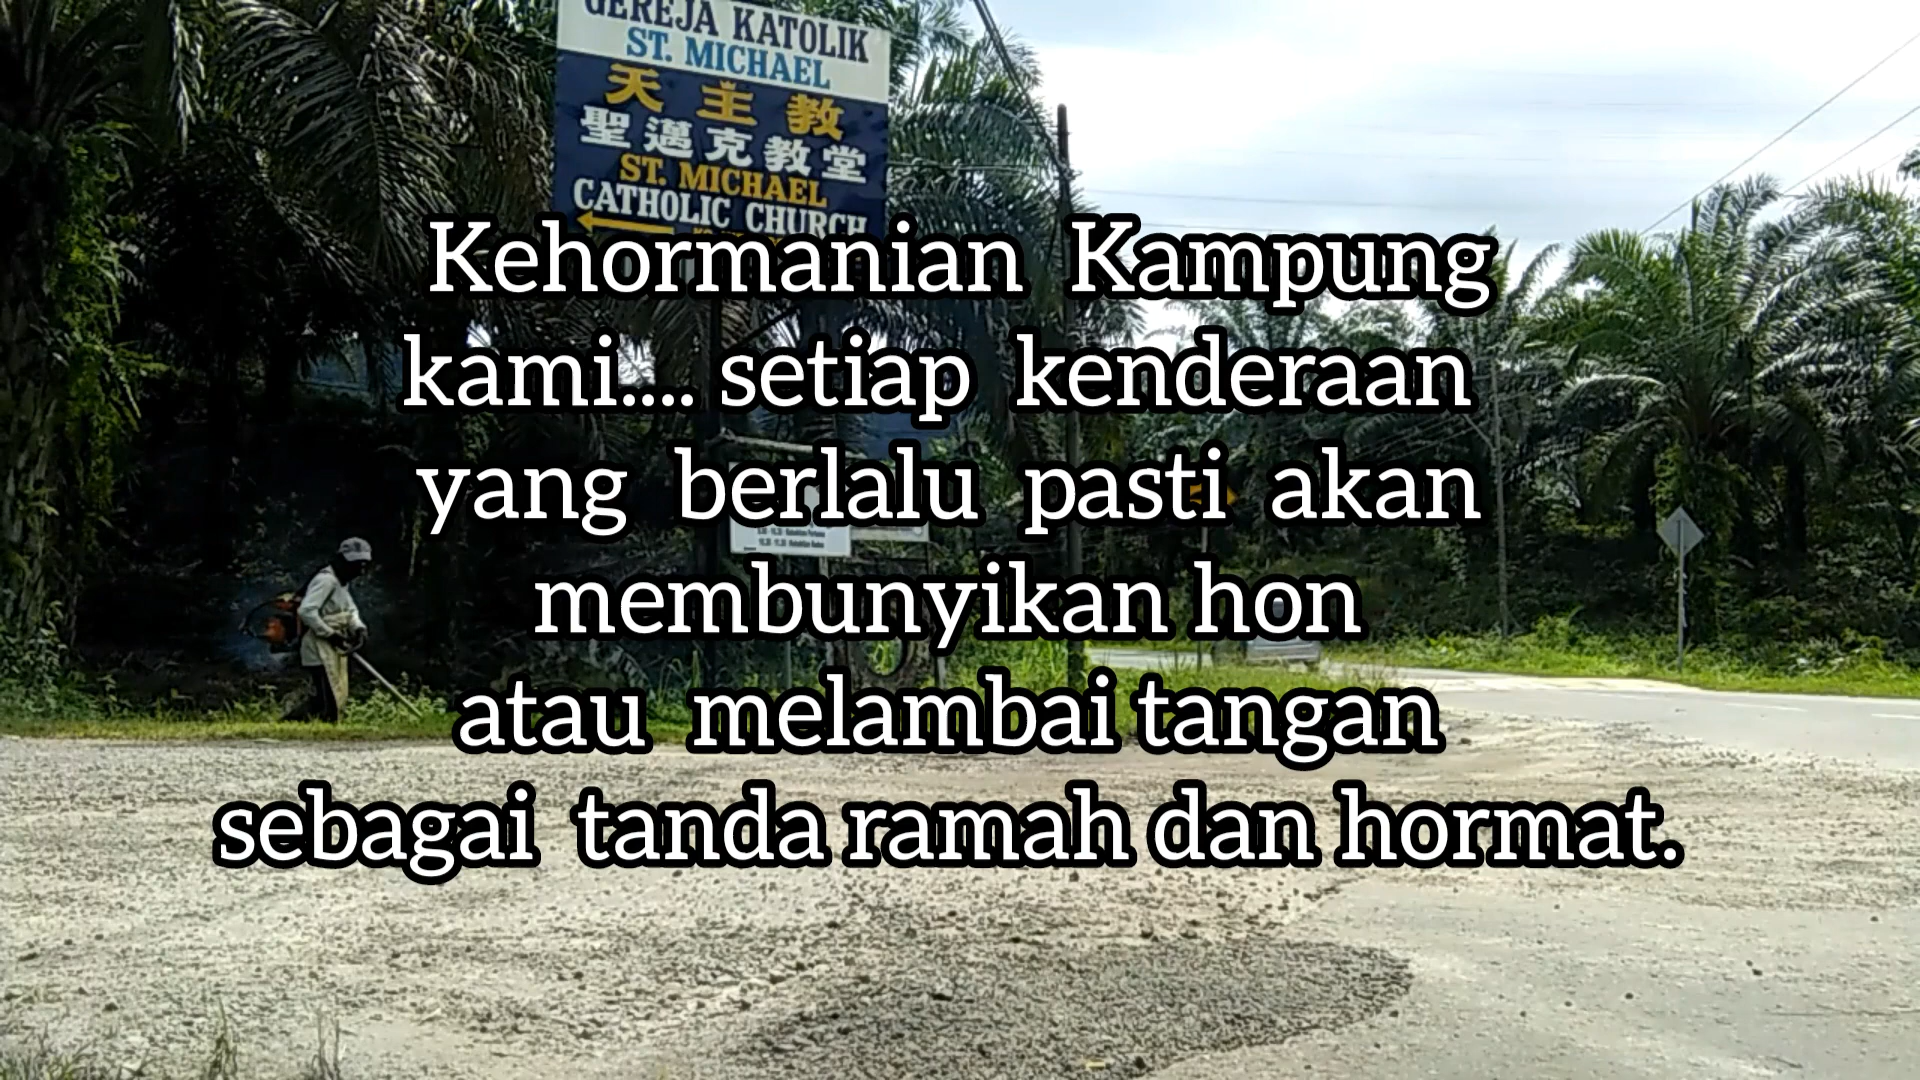 GEREJA KATOLIK
ST. MICHAEL
天主教
聖邁克教堂
ST. MICHAEL
CATHOLIC CHURCH
Kehormanian Kampung
kami.... setiap kenderaan
yang berlalu pasti akan
membunyikan hon
atau melambai tangan
sebagai tanda ramah dan hormat.